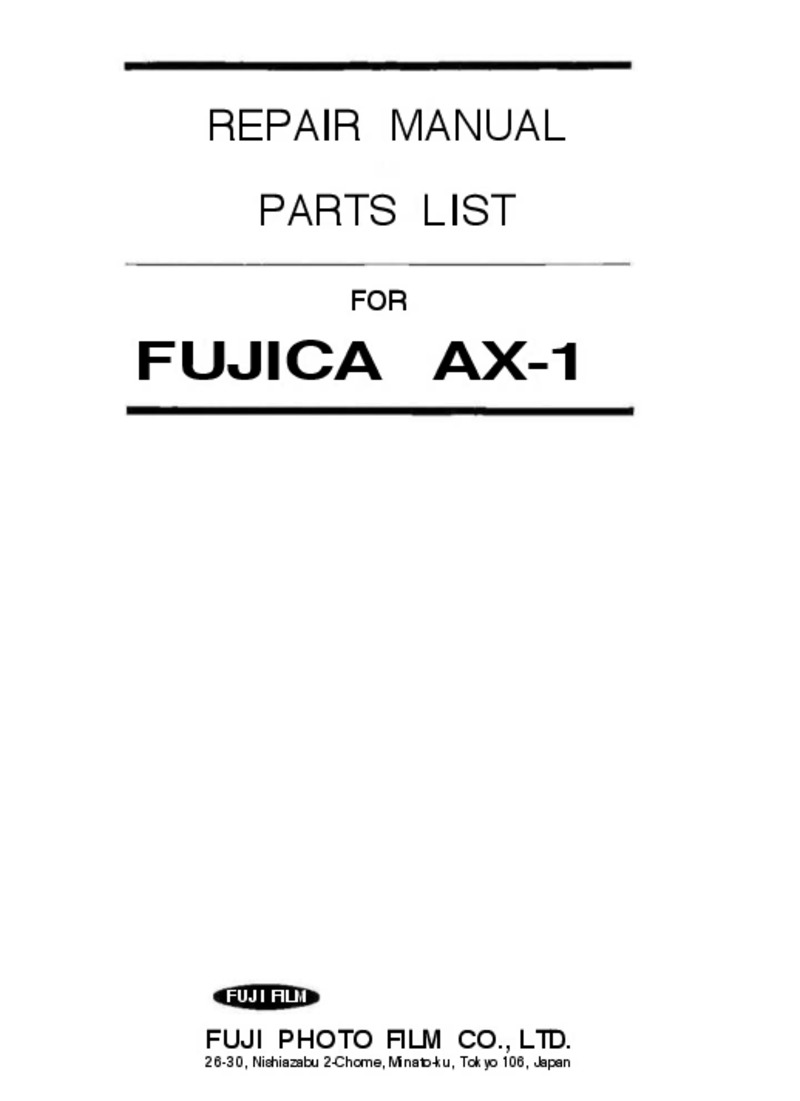 REPAIR MANUAL
PARTS LIST
FOR
FUJICA AX-1
FUJI FILM
FUJI PHOTO FILM CO., LTD.
26-30, Nishiazabu 2-Chome, Minato-ku, Tokyo 106, Japan